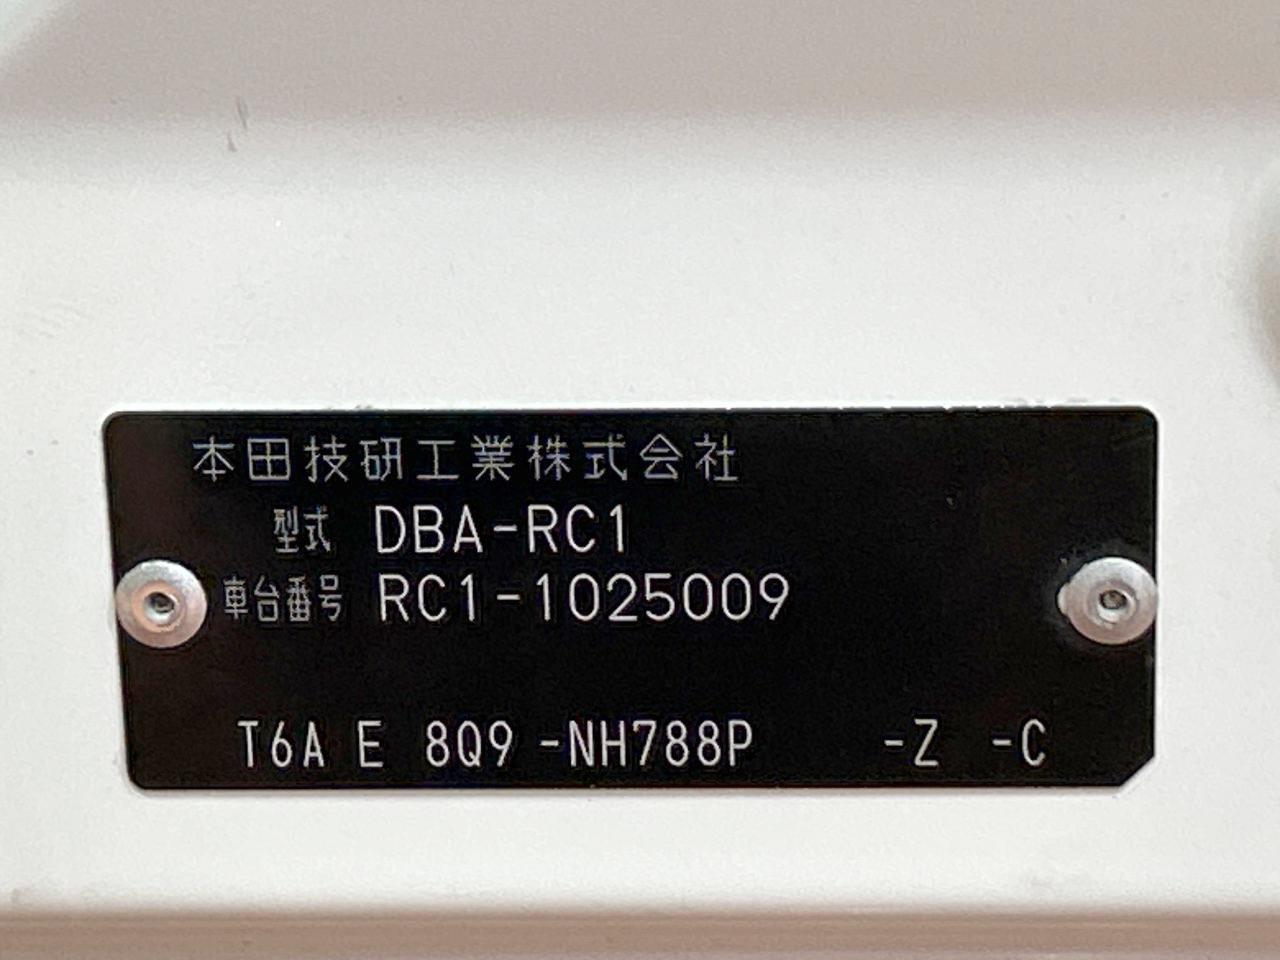 本田技研工業株式会社
型式 DBA-RC1
車台番号 RC1-1025009
T6A E 8Q9 -NH788P -Z -C